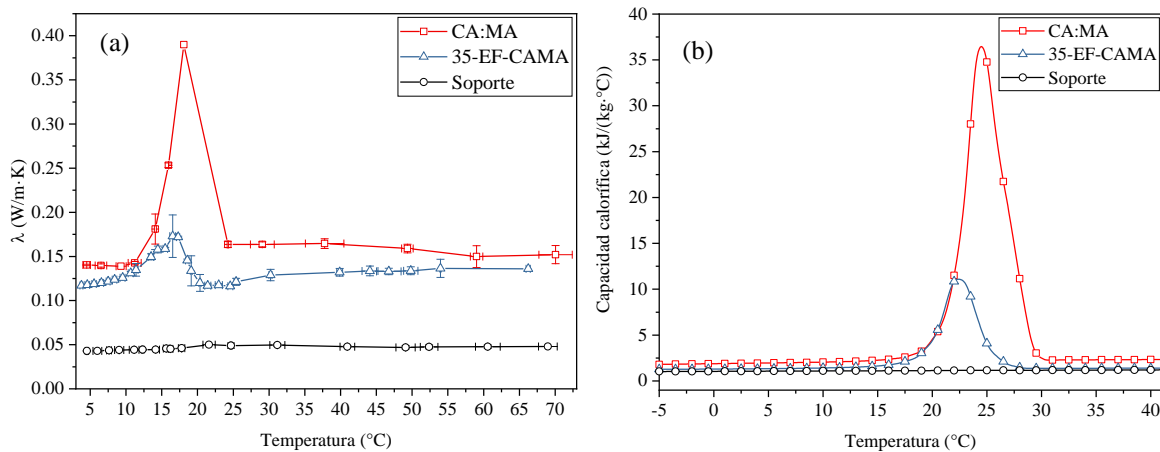 (a)
CA:MA
35-EF-CAMA
Soporte
λ (W/m·K)
0.40
0.35
0.30
0.25
0.20
0.15
0.10
0.05
0.00
5 10 15 20 25 30 35 40 45 50 55 60 65 70
Temperatura (°C)
(b)
CA:MA
35-EF-CAMA
Soporte
Capacidad calorífica (kJ/(kg·°C))
40
35
30
25
20
15
10
5
0
-5 0 5 10 15 20 25 30 35 40
Temperatura (°C)